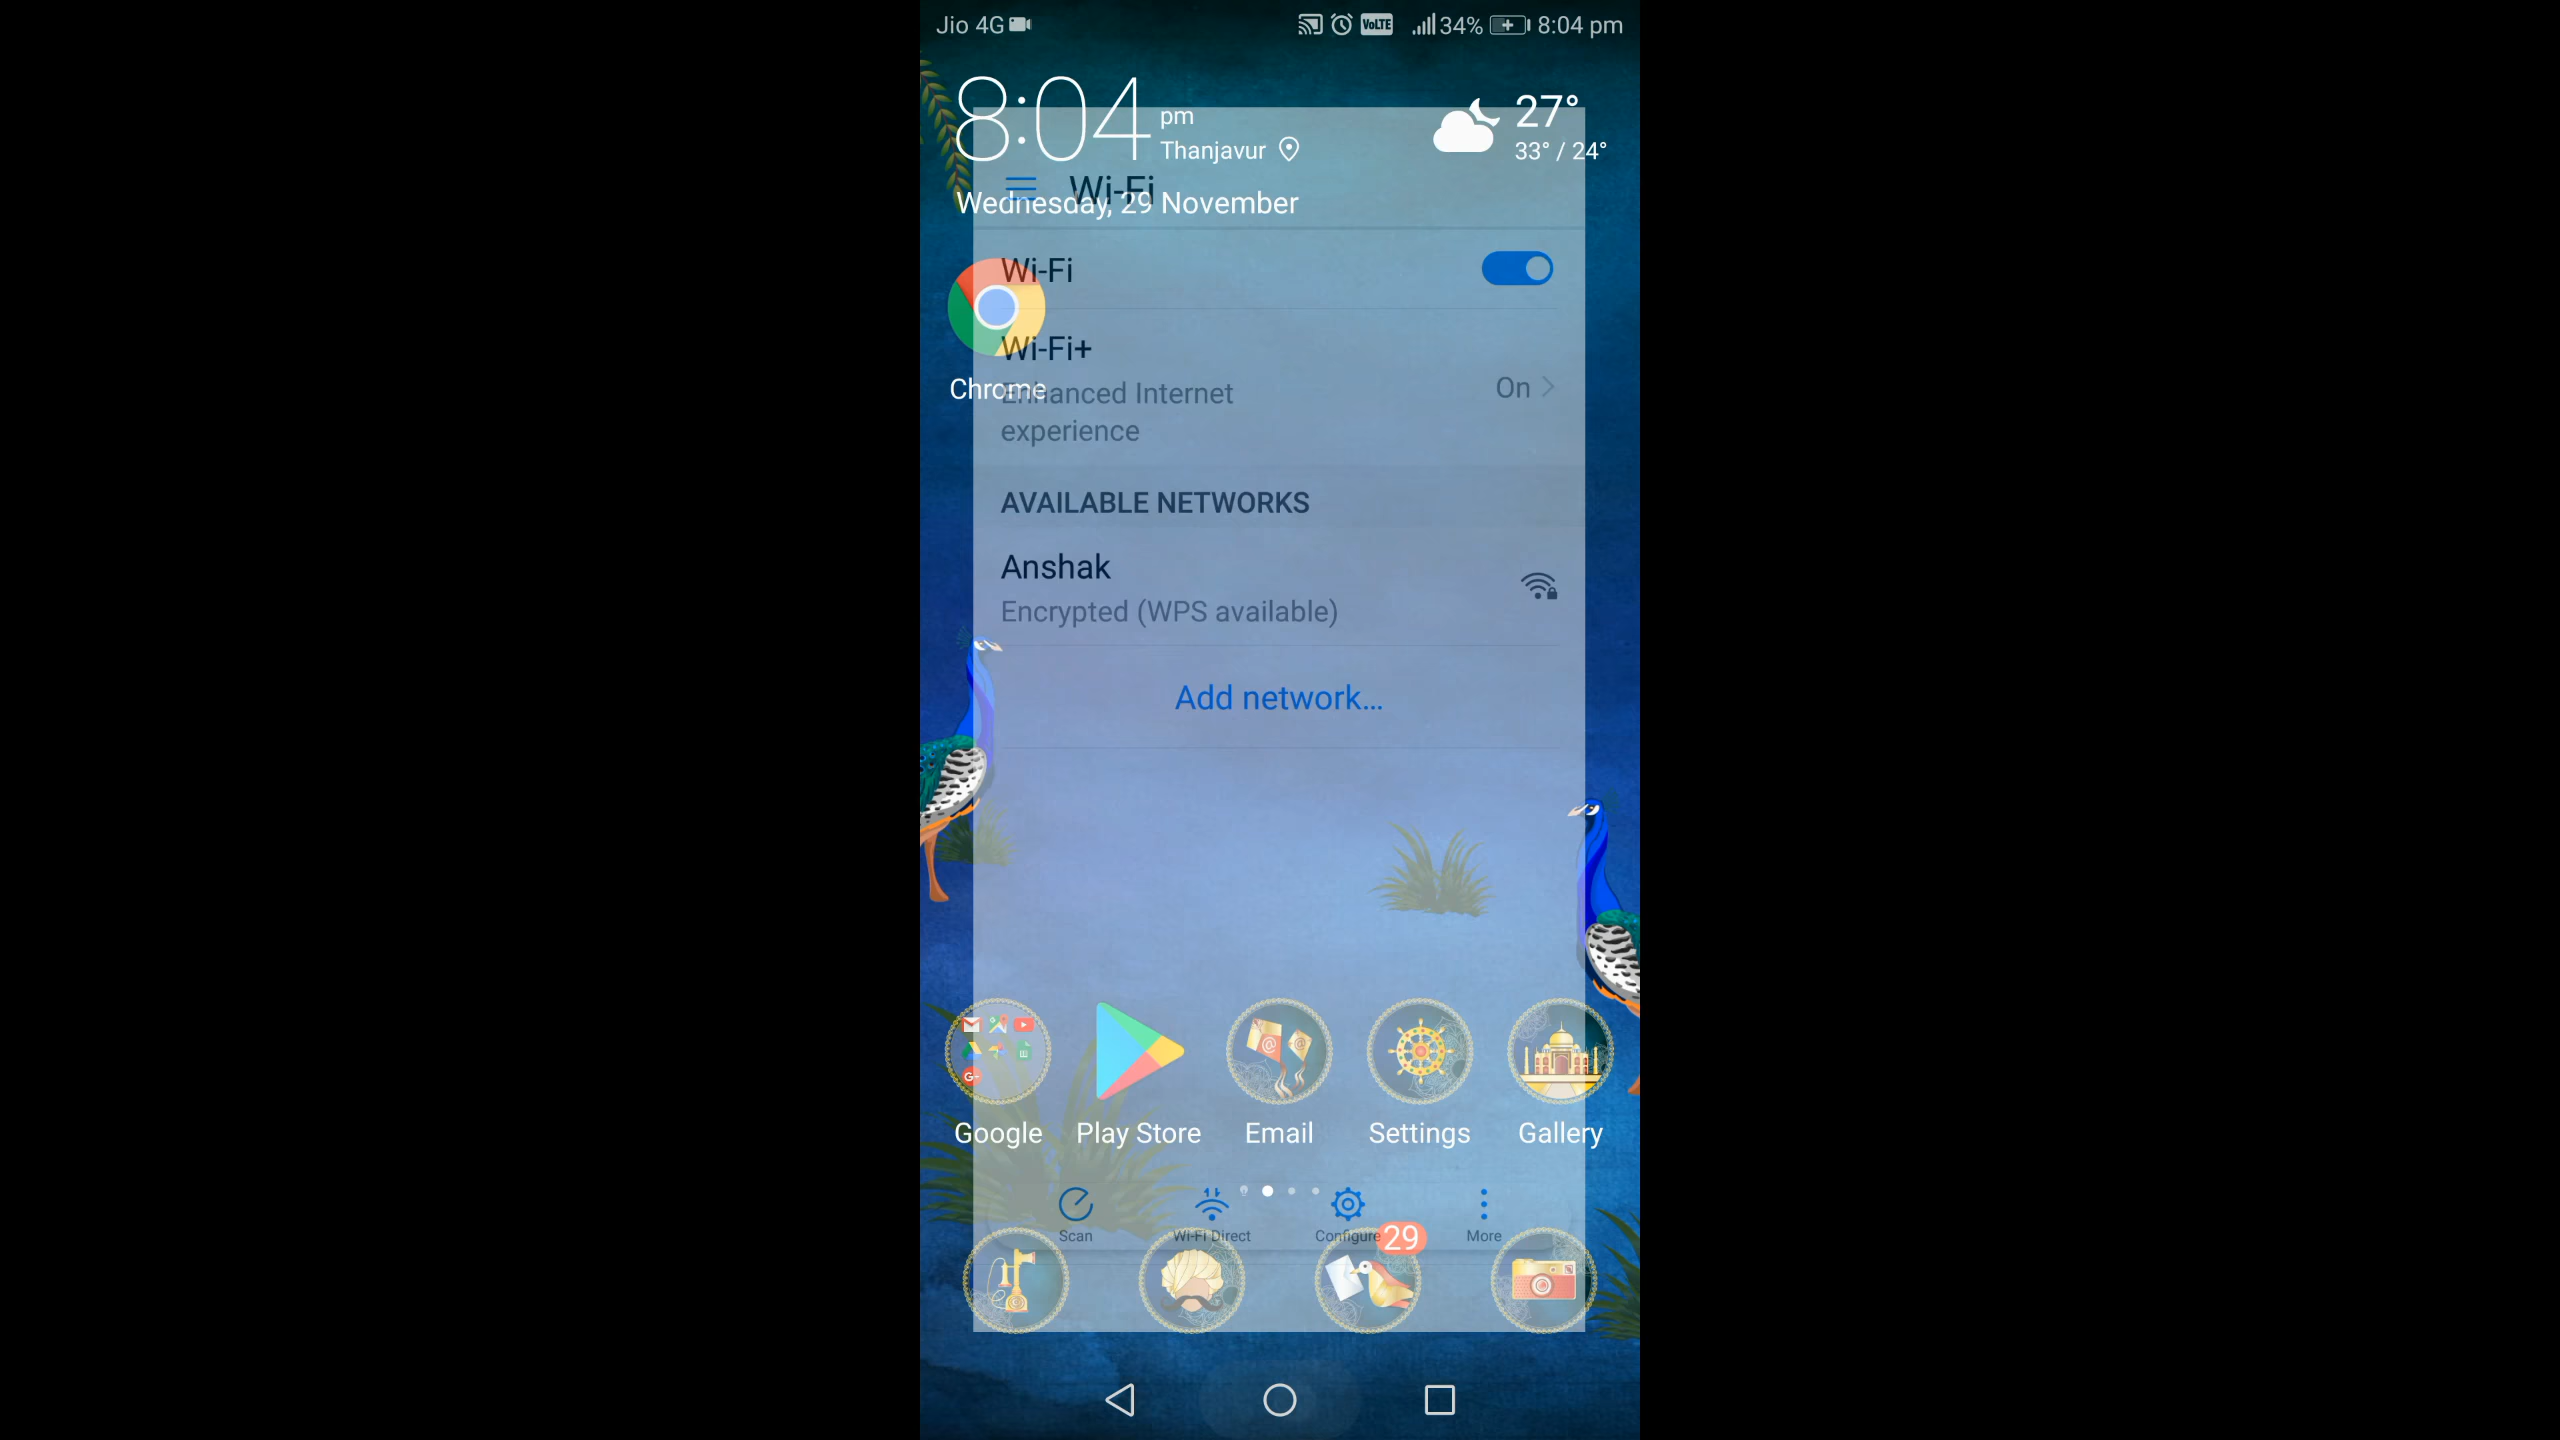 Jio 4G
VoLTE 34% 8:04 pm
8:04 pm
Thanjavur
27°
33° / 24°
Wi-Fi
Wednesday, 29 November
Wi-Fi
Wi-Fi+
Chrome
Enhanced Internet
experience
On
AVAILABLE NETWORKS
Anshak
Encrypted (WPS available)
Add network...
Google Play Store Email Settings Gallery
Scan Wi-Fi Direct Configure More
29